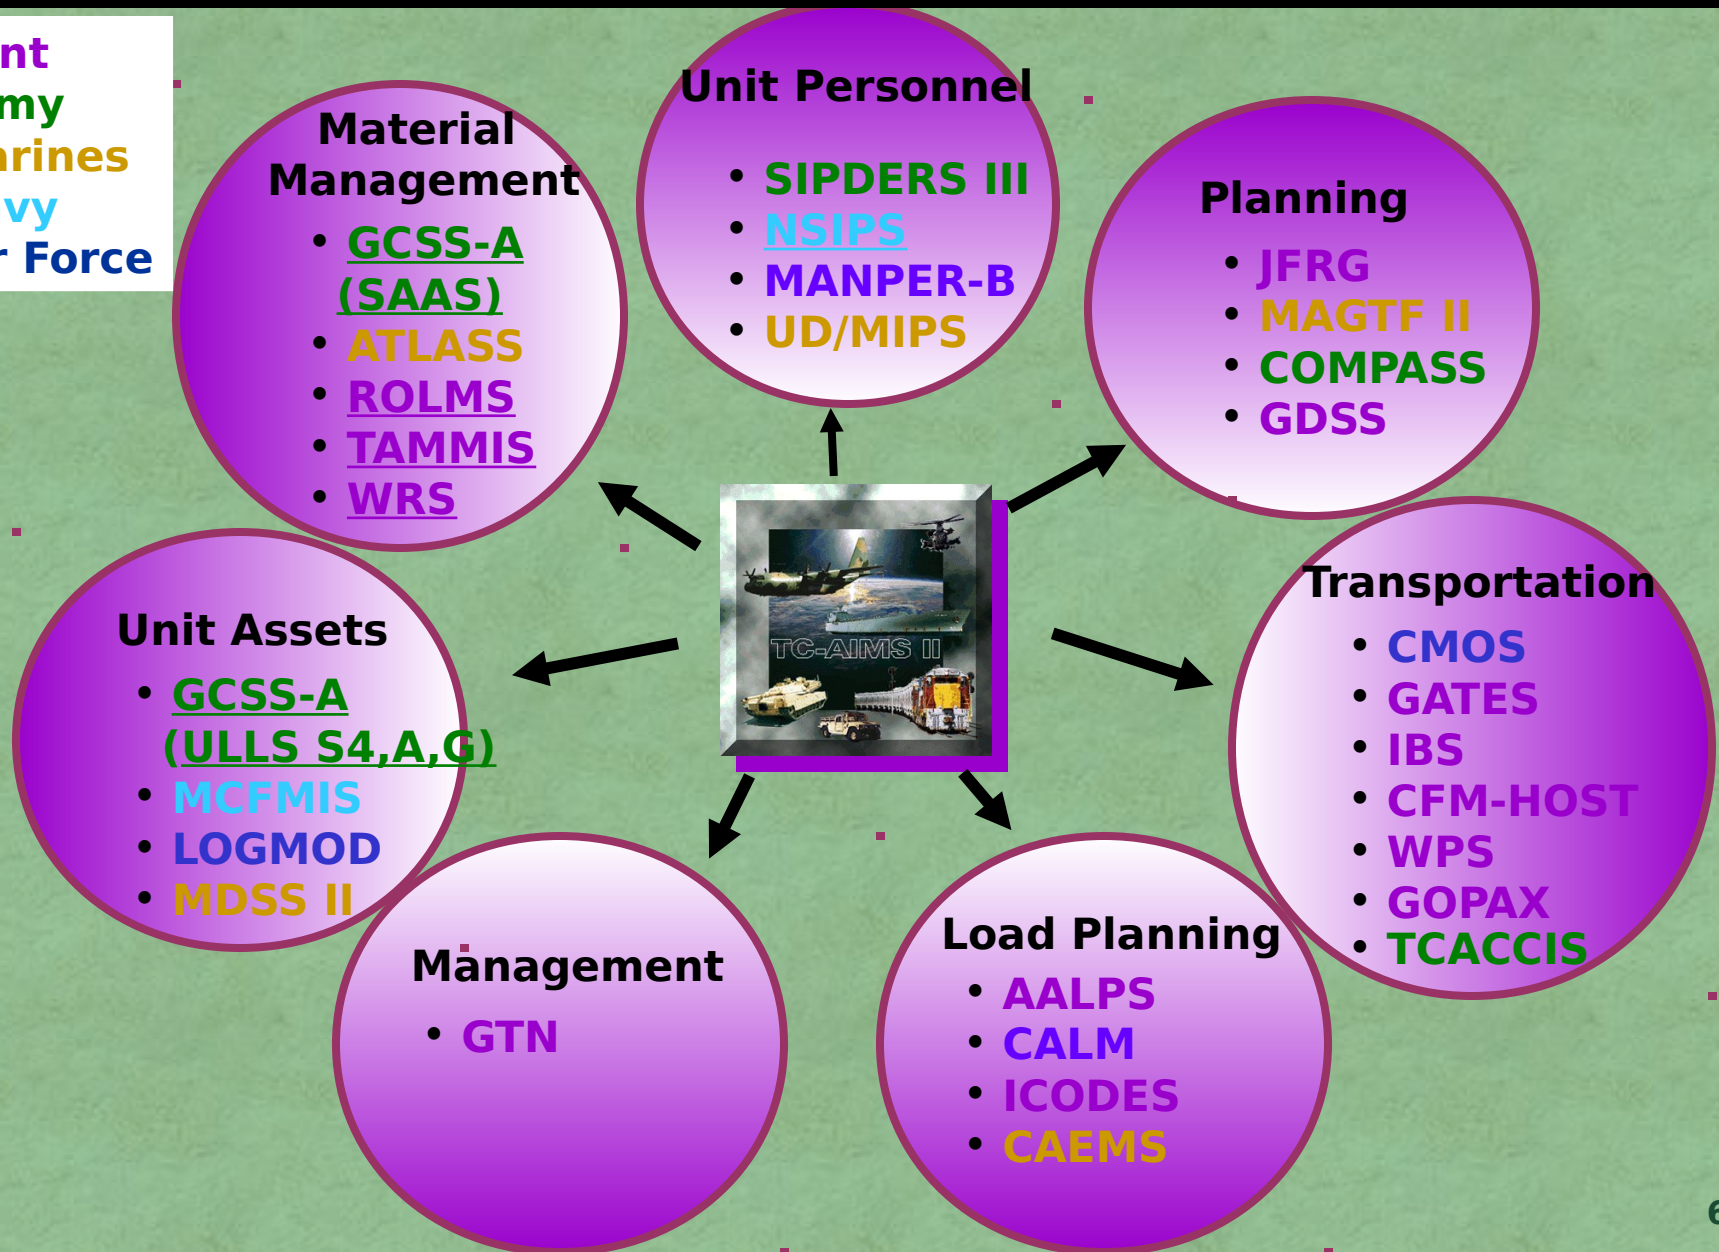 nt
my
arines
vy
r Force
Material
Management
• GCSS-A
(SAAS)
• ATLASS
• ROLMS
• TAMMIS
• WRS
Unit Personnel
• SIPDERS III
• NSIPS
• MANPER-B
• UD/MIPS
Planning
• JFRG
• MAGTF II
• COMPASS
• GDSS
Unit Assets
• GCSS-A
(ULLS S4,A,G)
• MCFMIS
• LOGMOD
• MDSS II
TC-AIMS II
Transportation
• CMOS
• GATES
• IBS
• CFM-HOST
• WPS
• GOPAX
• TCACCIS
Management
• GTN
Load Planning
• AALPS
• CALM
• ICODES
• CAEMS
6